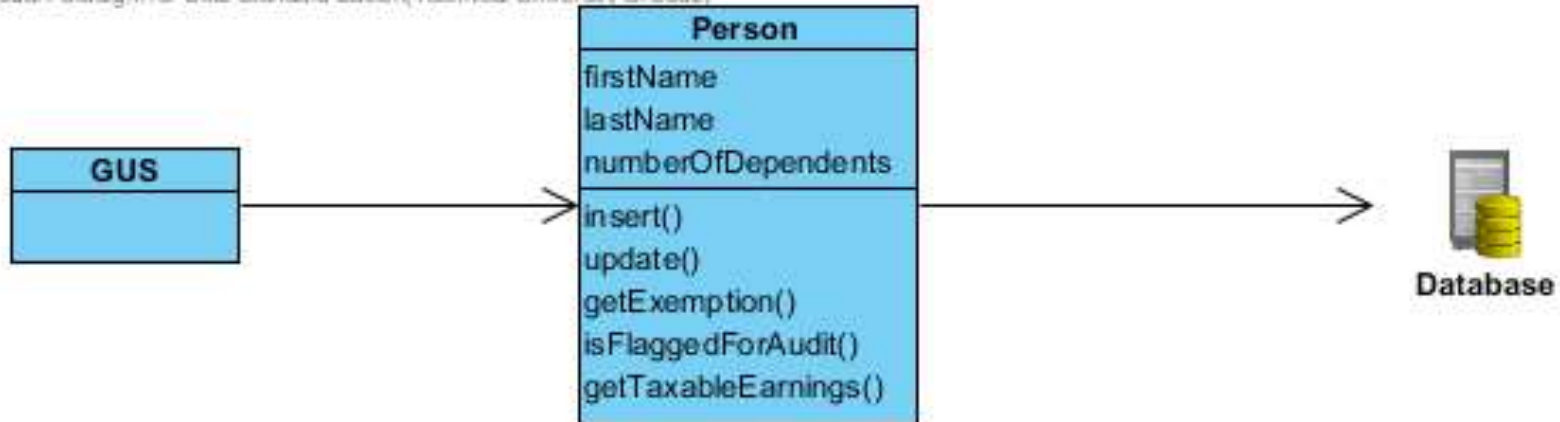 Person
firstName
lastName
numberOfDependents
GUS
insert()
update()
getExemption()
isFlaggedForAudit()
getTaxableEarnings()
Database